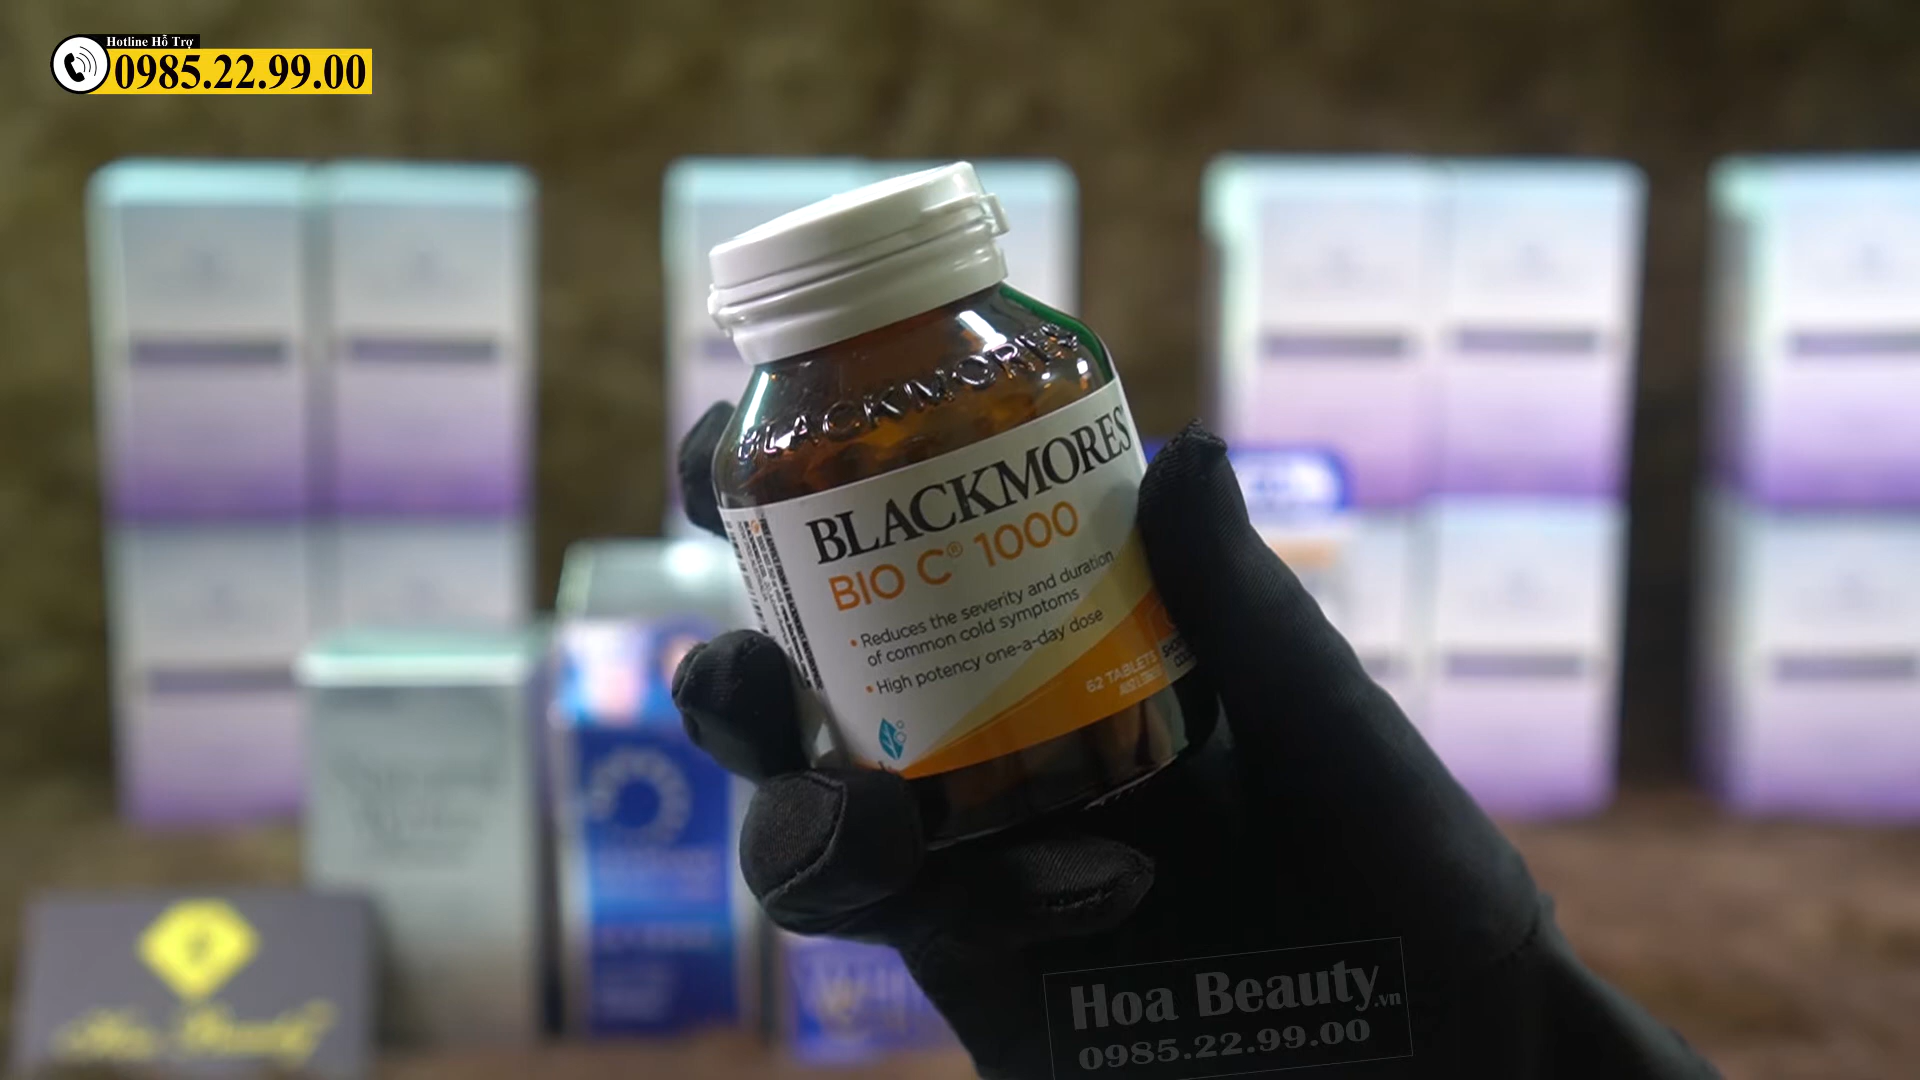 Hotline Hỗ Trợ
0985.22.99.00
BLACKMORES
BLACKMORES
BIO C® 1000
• Reduces the severity and duration
of common cold symptoms
• High potency one-a-day dose
62 TABLETS
Hoa Beauty.vn
0985.22.99.00